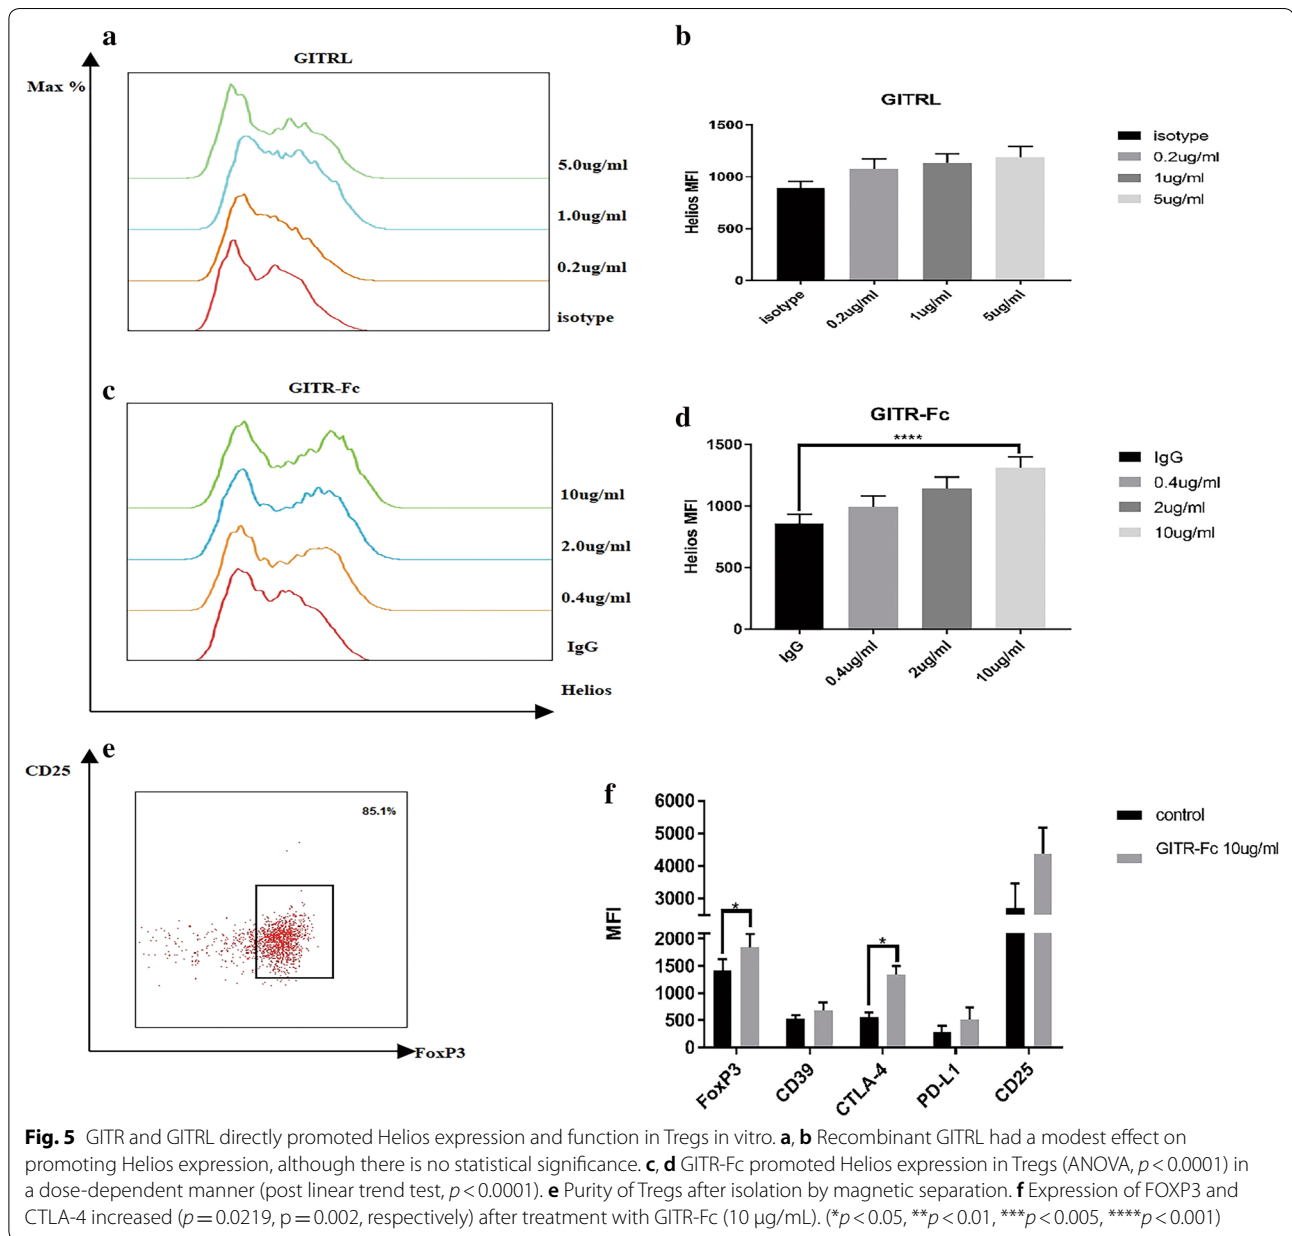 a
GITRL
Max %
5.0ug/ml
1.0ug/ml
0.2ug/ml
isotype
b
GITRL
Helios MFI
1500
1000
500
0
isotype
0.2ug/ml
1ug/ml
5ug/ml
isotype
0.2ug/ml
1ug/ml
5ug/ml
c
GITR-Fc
10ug/ml
2.0ug/ml
0.4ug/ml
IgG
Helios
d
GITR-Fc
****
Helios MFI
1500
1000
500
0
IgG
0.4ug/ml
2ug/ml
10ug/ml
IgG
0.4ug/ml
2ug/ml
10ug/ml
e
CD25
85.1%
FoxP3
f
MFI
6000
5000
4000
3000
2000
1500
1000
500
0
*
*
FoxP3
CD39
CTLA-4
PD-L1
CD25
control
GITR-Fc 10ug/ml
Fig. 5 GITR and GITRL directly promoted Helios expression and function in Tregs in vitro. a, b Recombinant GITRL had a modest effect on
promoting Helios expression, although there is no statistical significance. c, d GITR-Fc promoted Helios expression in Tregs (ANOVA, p < 0.0001) in
a dose-dependent manner (post linear trend test, p < 0.0001). e Purity of Tregs after isolation by magnetic separation. f Expression of FOXP3 and
CTLA-4 increased (p = 0.0219, p = 0.002, respectively) after treatment with GITR-Fc (10 µg/mL). (*p < 0.05, **p < 0.01, ***p < 0.005, ****p < 0.001)